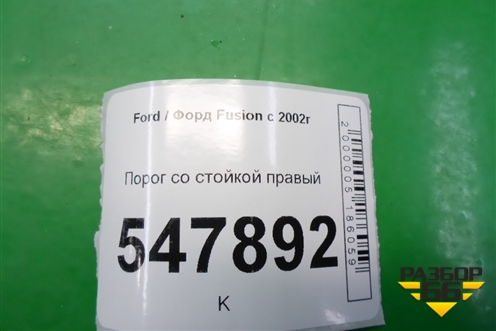 Ford / Форд Fusion с 2002г
Порог со стойкой правый
547892
К
2000005186059
РАЗБОР
66